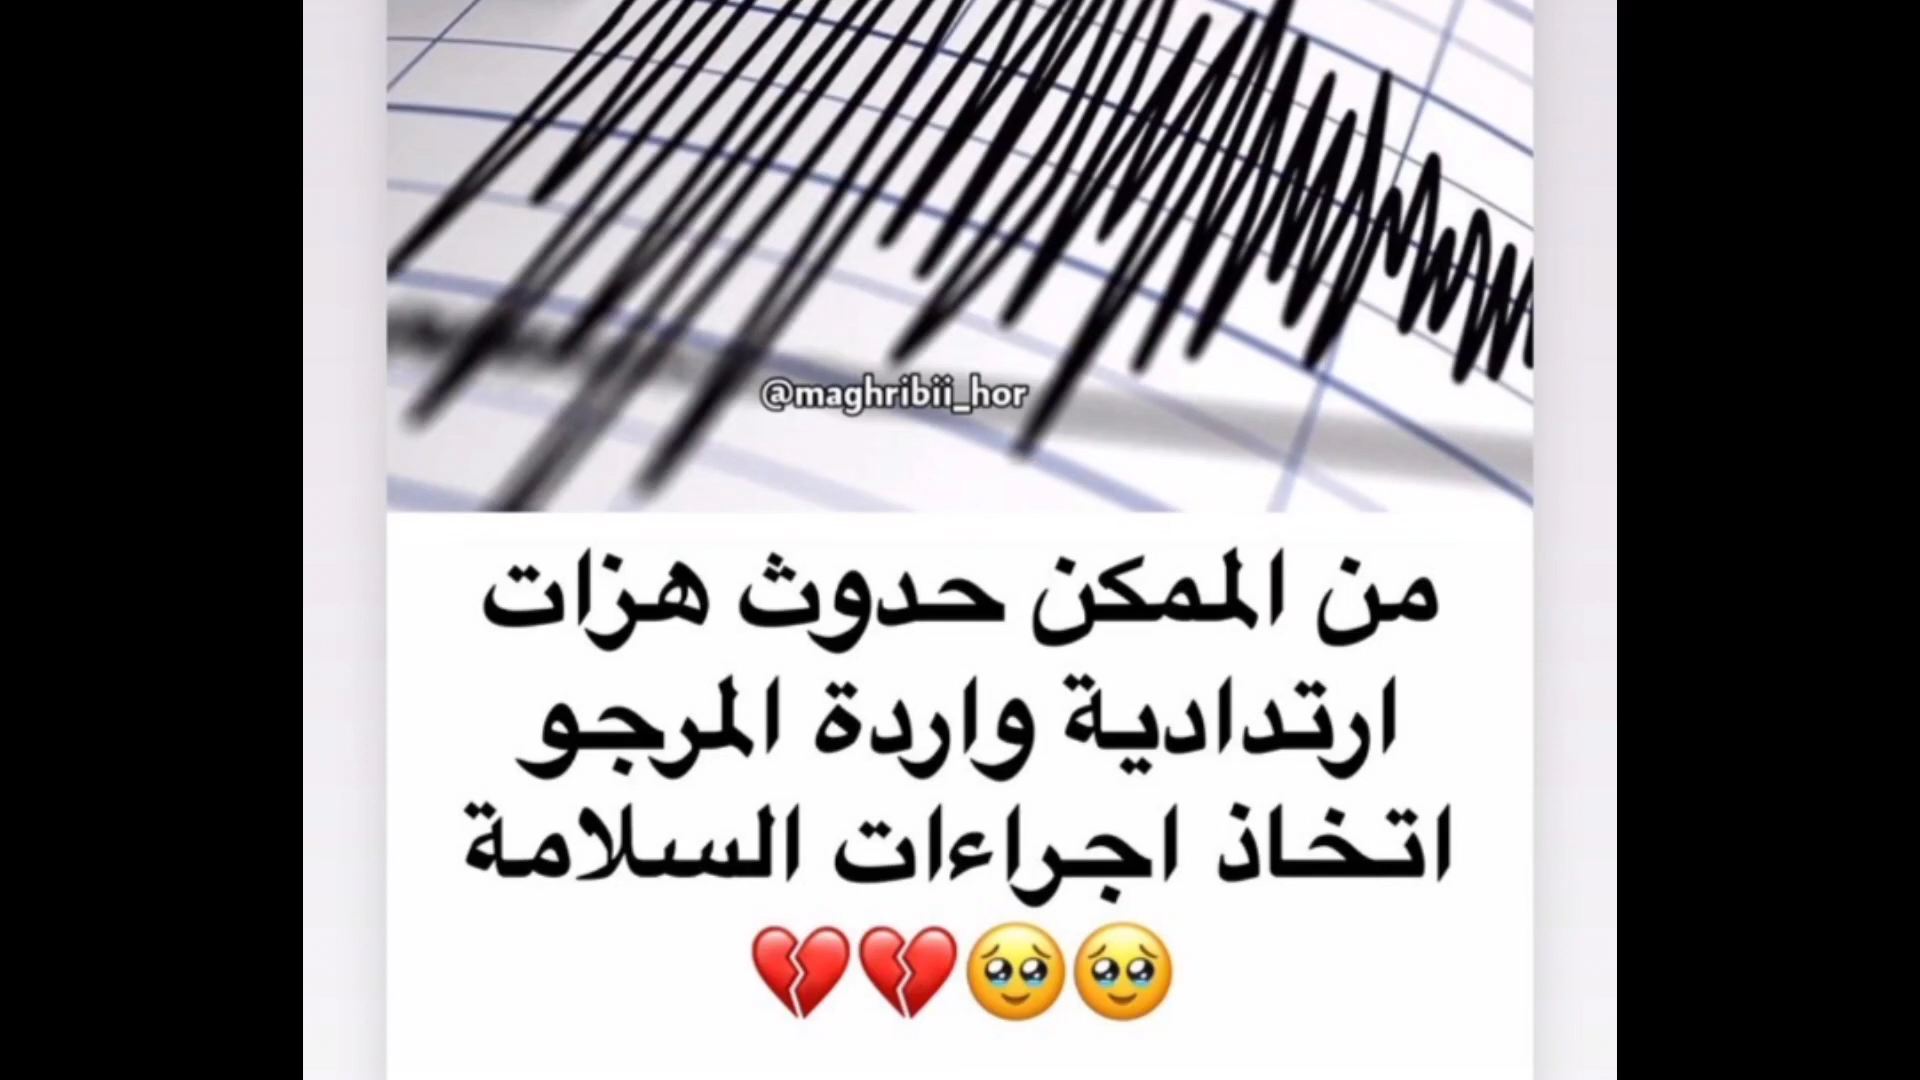 @maghribii_hor
من الممكن حدوث هزات
ارتدادية واردة المرجو
اتخاذ اجراءات السلامة
🥹🥹💔💔